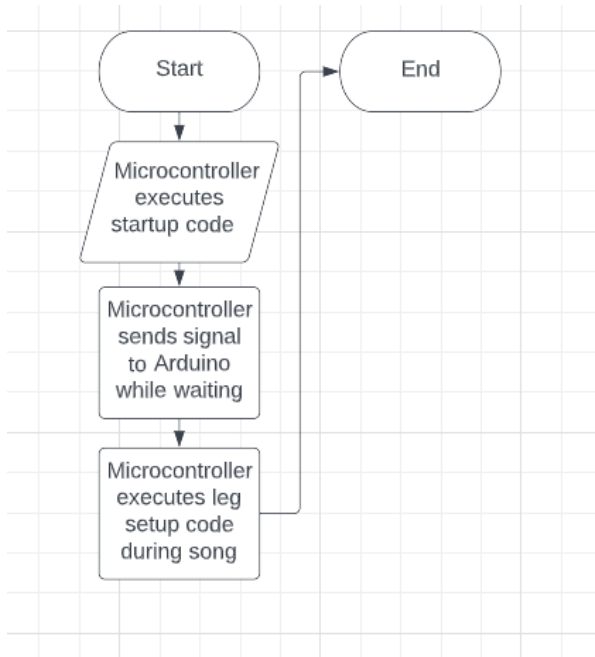 Start
End
Microcontroller
executes
startup code
Microcontroller
sends signal
to Arduino
while waiting
Microcontroller
executes leg
setup code
during song